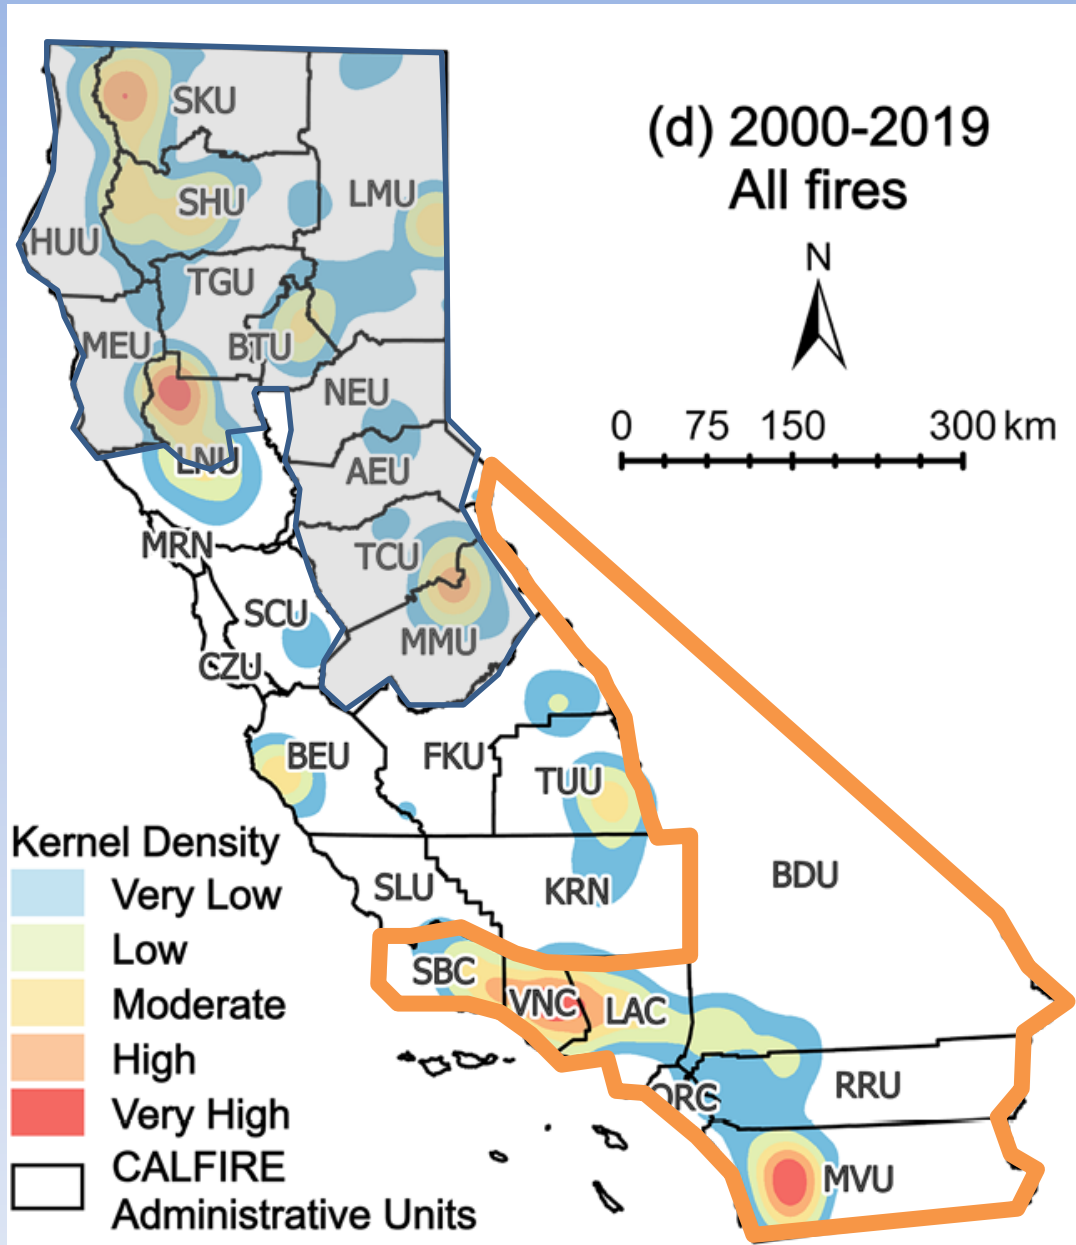 (d) 2000-2019
All fires
N
0 75 150 300 km
SKU
SHU
LMU
HUU
TGU
MEU
BTU
NEU
LNU
AEU
MRN
TCU
SCU
MMU
CZU
BEU
FKU
TUU
SLU
KRN
BDU
SBC
VNC
LAC
ORC
RRU
MVU
Kernel Density
Very Low
Low
Moderate
High
Very High
CALFIRE
Administrative Units